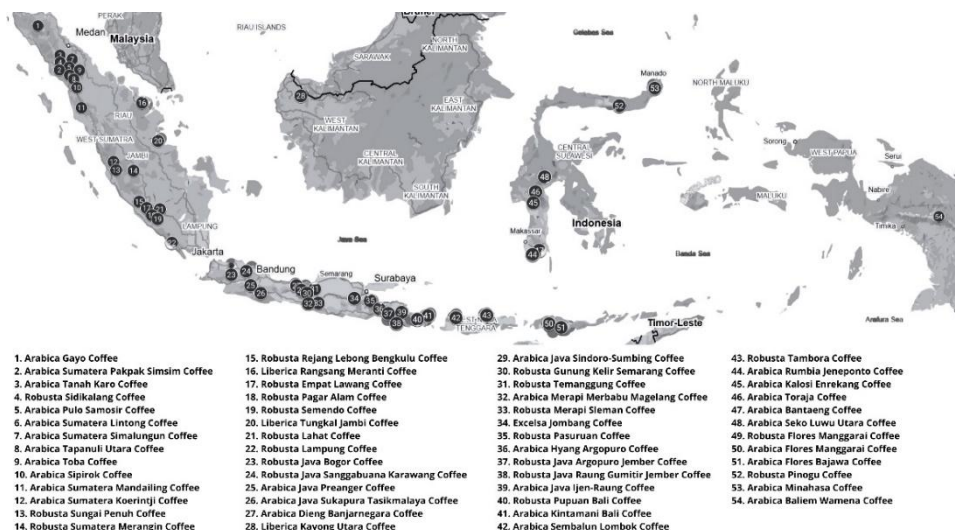 Brunei
PERAK
Medan
Malaysia
RIAU ISLANDS
SARAWAK
NORTH KALIMANTAN
Celebes Sea
Manado
NORTH MALUKU
RIAU
WEST KALIMANTAN
EAST KALIMANTAN
WEST SUMATRA
JAMBI
CENTRAL KALIMANTAN
CENTRAL SULAWESI
Sorong
WEST PAPUA
Serui
SOUTH KALIMANTAN
MALUKU
Nabire
Timika
LAMPUNG
Jakarta
Java Sea
Makassar
Indonesia
Banda Sea
Bandung
Semarang
Surabaya
TENGGARA
Timor-Leste
Arafura Sea
1. Arabica Gayo Coffee
2. Arabica Sumatera Pakpak Simsim Coffee
3. Arabica Tanah Karo Coffee
4. Robusta Sidikalang Coffee
5. Arabica Pulo Samosir Coffee
6. Arabica Sumatera Lintong Coffee
7. Arabica Sumatera Simalungun Coffee
8. Arabica Tapanuli Utara Coffee
9. Arabica Toba Coffee
10. Arabica Sipirok Coffee
11. Arabica Sumatera Mandailing Coffee
12. Arabica Sumatera Koerintji Coffee
13. Robusta Sungai Penuh Coffee
14. Robusta Sumatera Merangin Coffee
15. Robusta Rejang Lebong Bengkulu Coffee
16. Liberica Rangsang Meranti Coffee
17. Robusta Empat Lawang Coffee
18. Robusta Pagar Alam Coffee
19. Robusta Semendo Coffee
20. Liberica Tungkal Jambi Coffee
21. Robusta Lahat Coffee
22. Robusta Lampung Coffee
23. Robusta Java Bogor Coffee
24. Robusta Java Sanggabuana Karawang Coffee
25. Arabica Java Preanger Coffee
26. Arabica Java Sukapura Tasikmalaya Coffee
27. Arabica Dieng Banjarnegara Coffee
28. Liberica Kayong Utara Coffee
29. Arabica Java Sindoro-Sumbing Coffee
30. Robusta Gunung Kelir Semarang Coffee
31. Robusta Temanggung Coffee
32. Arabica Merapi Merbabu Magelang Coffee
33. Robusta Merapi Sleman Coffee
34. Excelsa Jombang Coffee
35. Robusta Pasuruan Coffee
36. Arabica Hyang Argopuro Coffee
37. Robusta Java Argopuro Jember Coffee
38. Robusta Java Raung Gumitir Jember Coffee
39. Arabica Java Ijen-Raung Coffee
40. Robusta Pupuan Bali Coffee
41. Arabica Kintamani Bali Coffee
42. Arabica Sembalun Lombok Coffee
43. Robusta Tambora Coffee
44. Arabica Rumbia Jeneponto Coffee
45. Arabica Kalosi Enrekang Coffee
46. Arabica Toraja Coffee
47. Arabica Bantaeng Coffee
48. Arabica Seko Luwu Utara Coffee
49. Robusta Flores Manggarai Coffee
50. Arabica Flores Manggarai Coffee
51. Arabica Flores Bajawa Coffee
52. Robusta Pinogu Coffee
53. Arabica Minahasa Coffee
54. Arabica Baliem Wamena Coffee